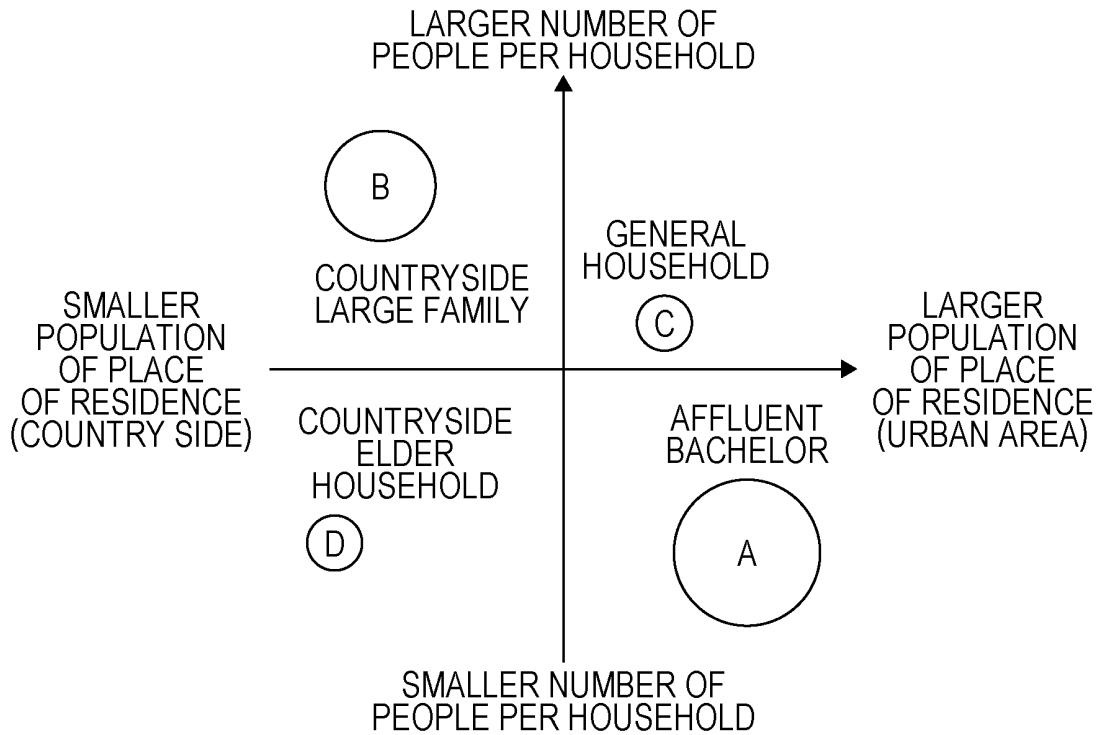 LARGER NUMBER OF
PEOPLE PER HOUSEHOLD
B
GENERAL
HOUSEHOLD
C
COUNTRYSIDE
LARGE FAMILY
SMALLER
POPULATION
OF PLACE
OF RESIDENCE
(COUNTRY SIDE)
LARGER
POPULATION
OF PLACE
OF RESIDENCE
(URBAN AREA)
COUNTRYSIDE
ELDER
HOUSEHOLD
D
AFFLUENT
BACHELOR
A
SMALLER NUMBER OF
PEOPLE PER HOUSEHOLD